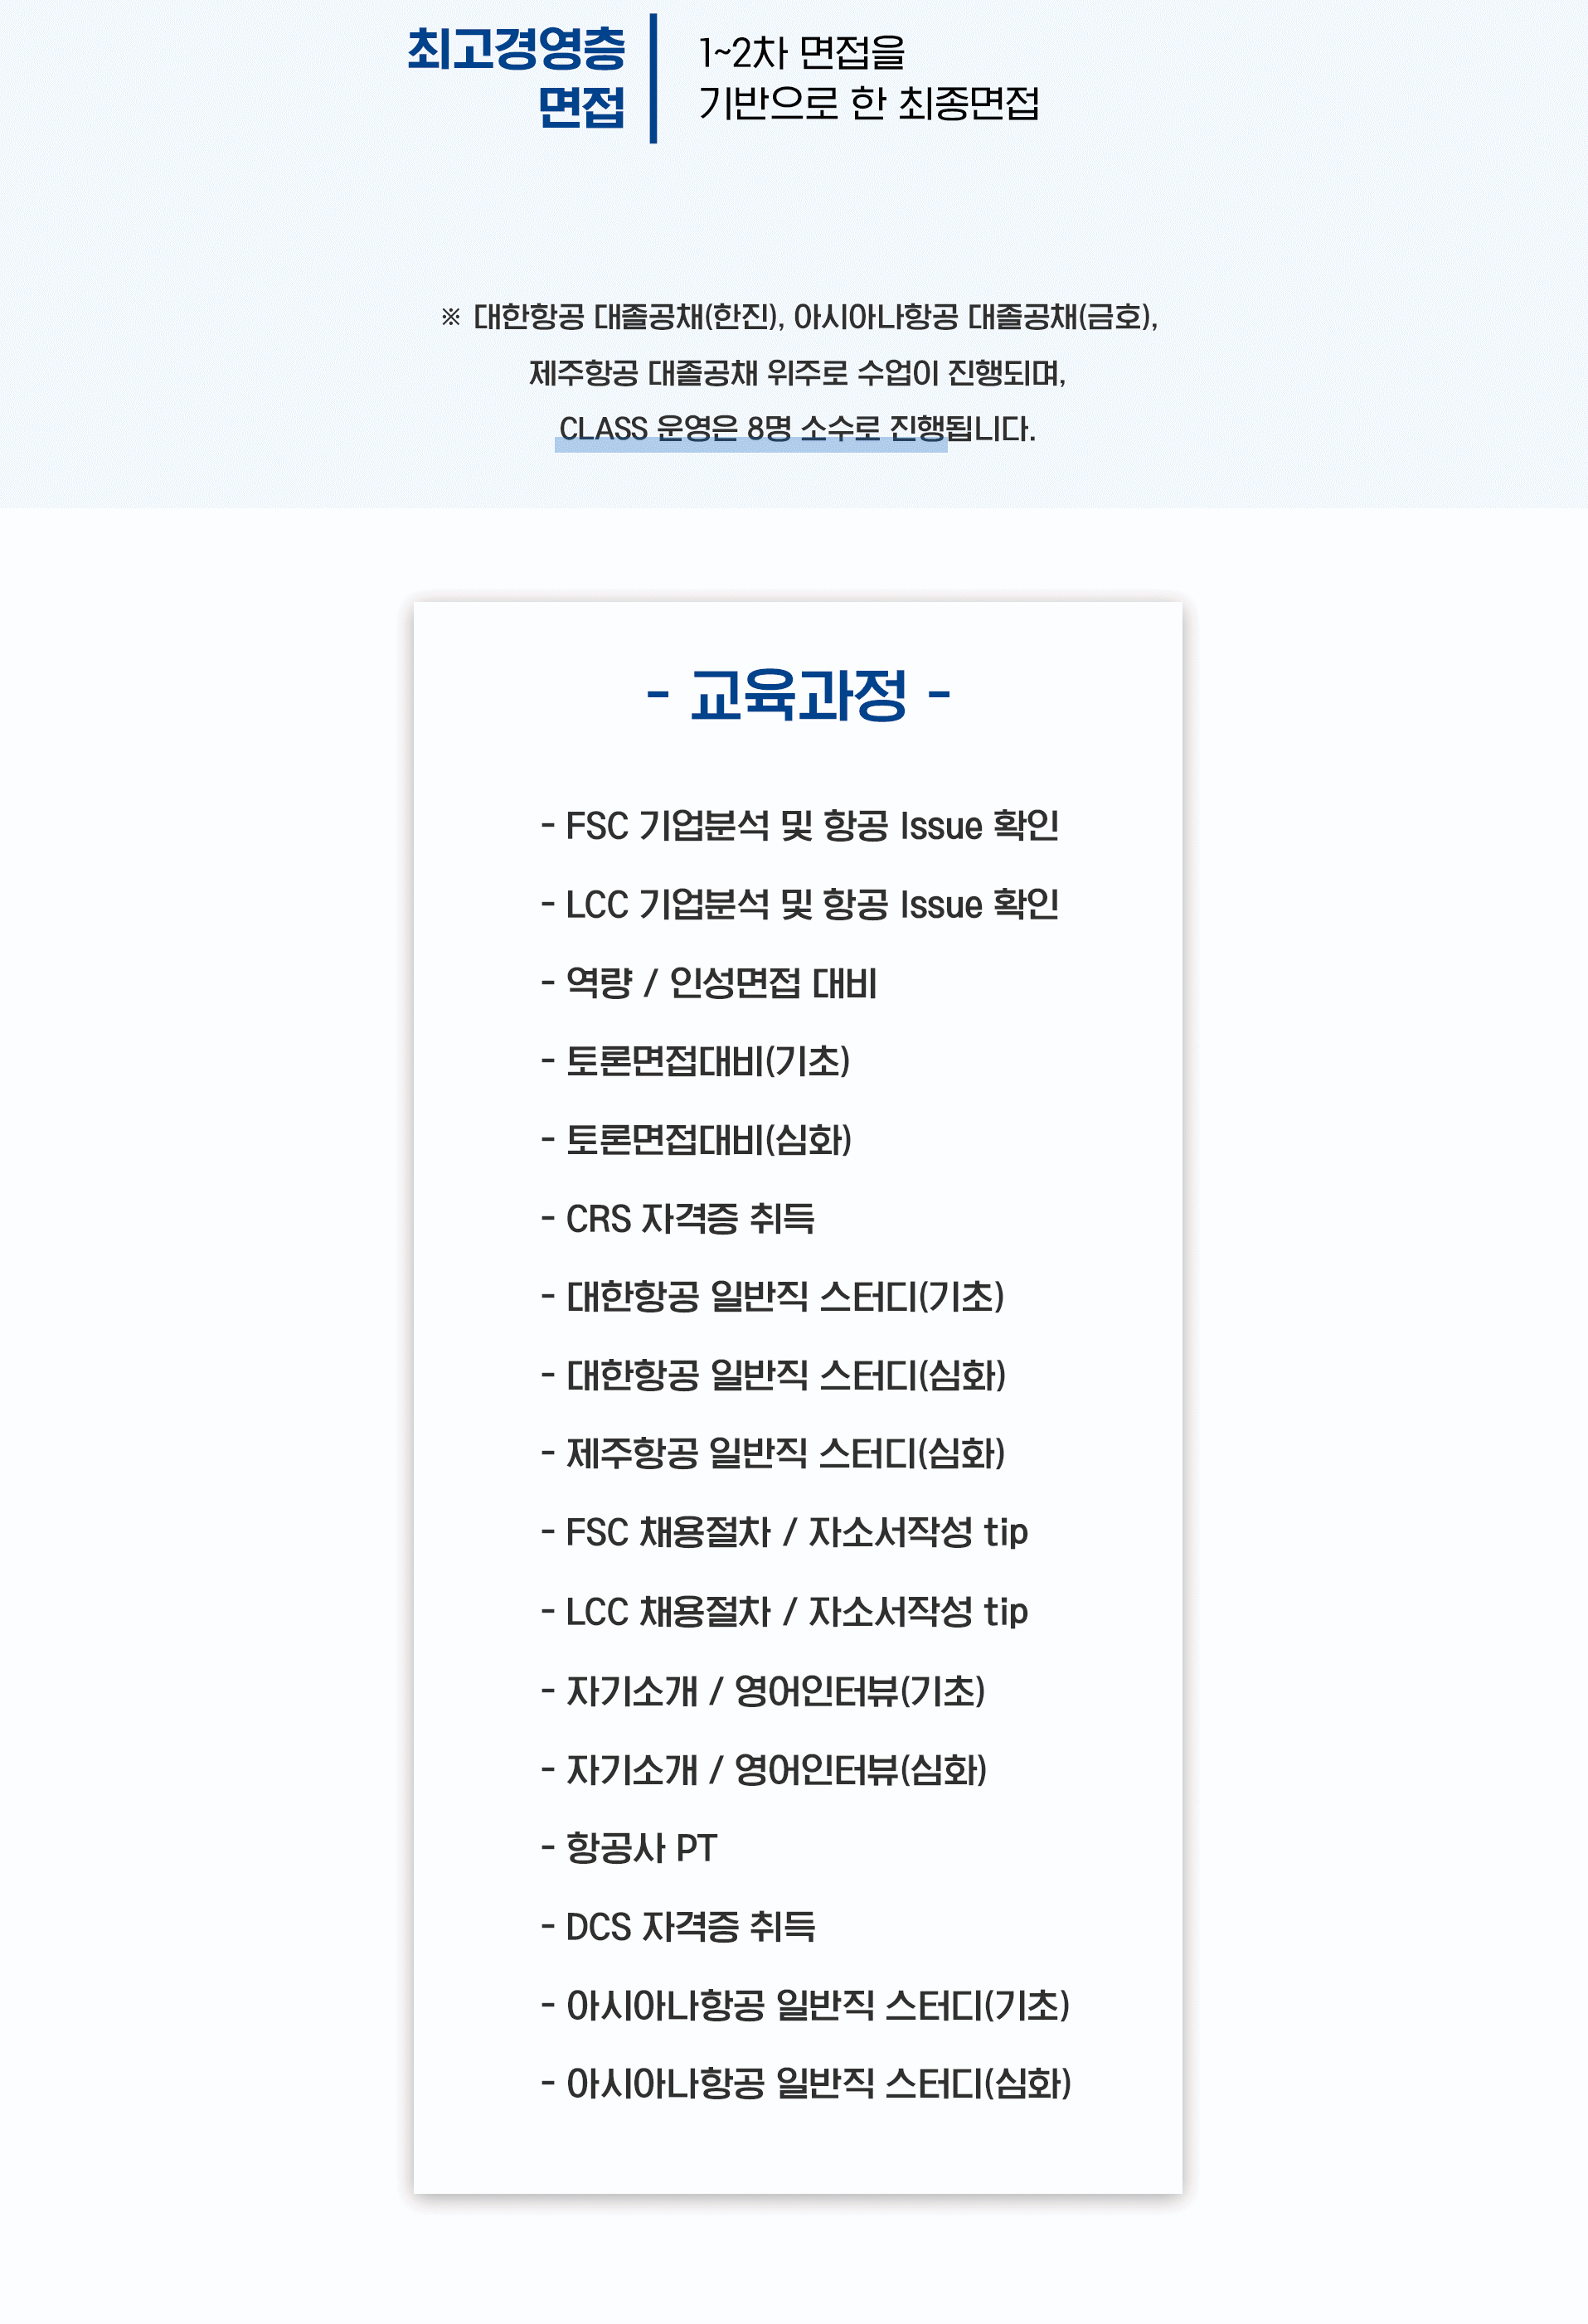 최고경영층
면접
1~2차 면접을
기반으로 한 최종면접
※ 대한항공 대졸공채(한진), 아시아나항공 대졸공채(금호),
제주항공 대졸공채 위주로 수업이 진행되며,
CLASS 운영은 8명 소수로 진행됩니다.
- 교육과정 -
- FSC 기업분석 및 항공 Issue 확인
- LCC 기업분석 및 항공 Issue 확인
- 역량 / 인성면접 대비
- 토론면접대비(기초)
- 토론면접대비(심화)
- CRS 자격증 취득
- 대한항공 일반직 스터디(기초)
- 대한항공 일반직 스터디(심화)
- 제주항공 일반직 스터디(심화)
- FSC 채용절차 / 자소서작성 tip
- LCC 채용절차 / 자소서작성 tip
- 자기소개 / 영어인터뷰(기초)
- 자기소개 / 영어인터뷰(심화)
- 항공사 PT
- DCS 자격증 취득
- 아시아나항공 일반직 스터디(기초)
- 아시아나항공 일반직 스터디(심화)